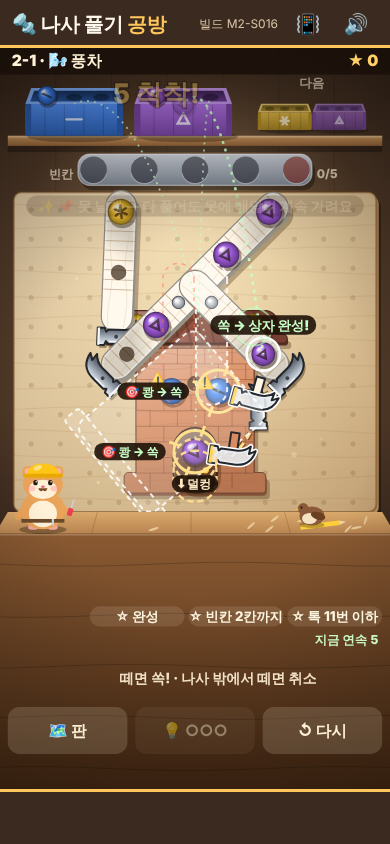 나사 풀기 공방
빌드 M2-S016
2-1 · 풍차
★ 0
5 착착!
다음
빈칸
0/5
쏙 → 상자 완성!
쾅 → 쏙
쾅 → 쏙
⬇덜컹
☆ 완성
☆ 빈칸 2칸까지
☆ 톡 11번 이하
지금 연속 5
떼면 쏙! · 나사 밖에서 떼면 취소
판
다시